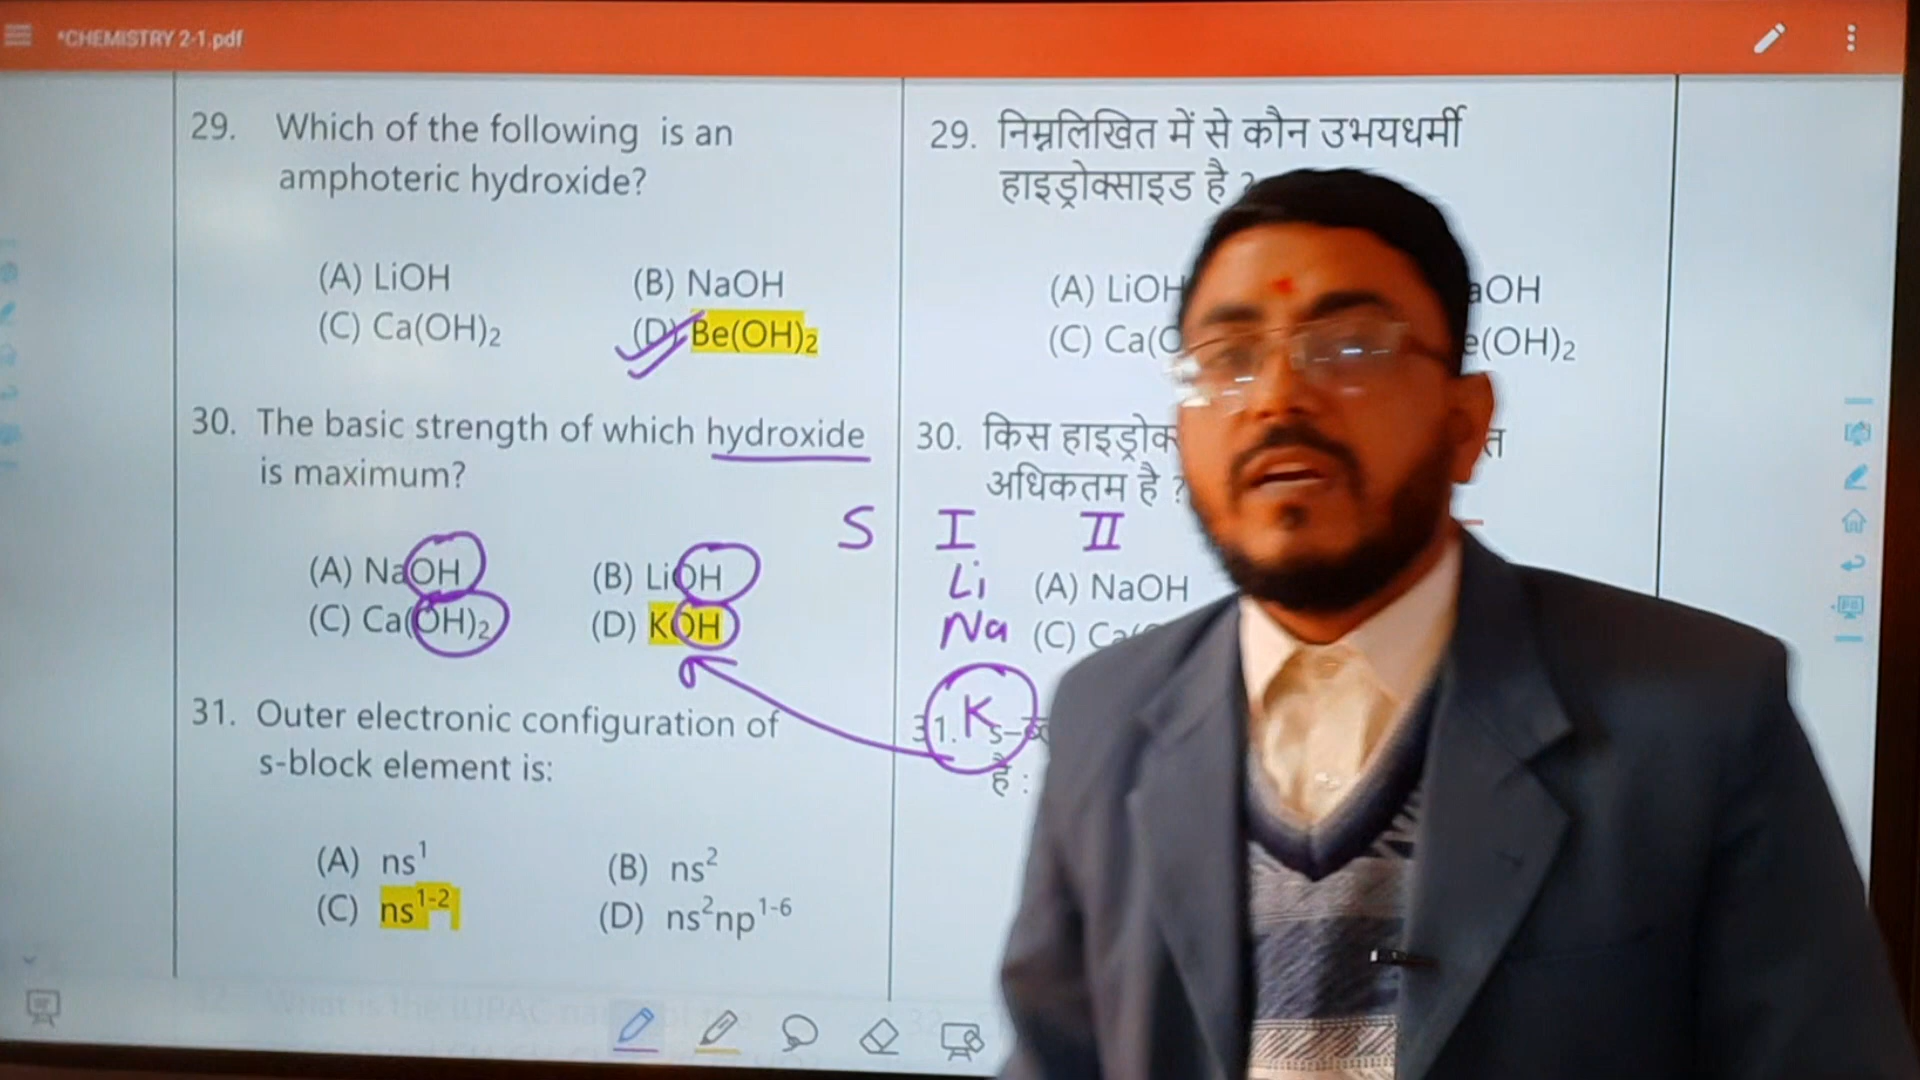 *CHEMISTRY 2-1.pdf
29. Which of the following is an
amphoteric hydroxide?
(A) LiOH (B) NaOH
(C) Ca(OH)2 (D) Be(OH)2
30. The basic strength of which hydroxide
is maximum?
(A) NaOH (B) LiOH
(C) Ca(OH)2 (D) KOH
31. Outer electronic configuration of
s-block element is:
(A) ns1 (B) ns2
(C) ns1-2 (D) ns2np1-6
29. निम्नलिखित में से कौन उभयधर्मी
हाइड्रोक्साइड है ?
(A) LiOH
(C)
30. किस
अधिकतम है ?
S I II
Li (A) NaOH
Na (C)
K
31.
है :